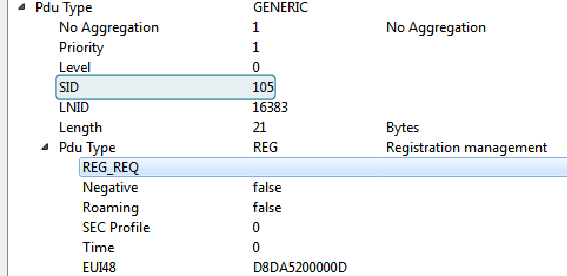 Pdu Type GENERIC
No Aggregation 1 No Aggregation
Priority 1
Level 0
SID 105
LNID 16383
Length 21 Bytes
Pdu Type REG Registration management
REG_REQ
Negative false
Roaming false
SEC Profile 0
Time 0
EUI48 D8DA5200000D